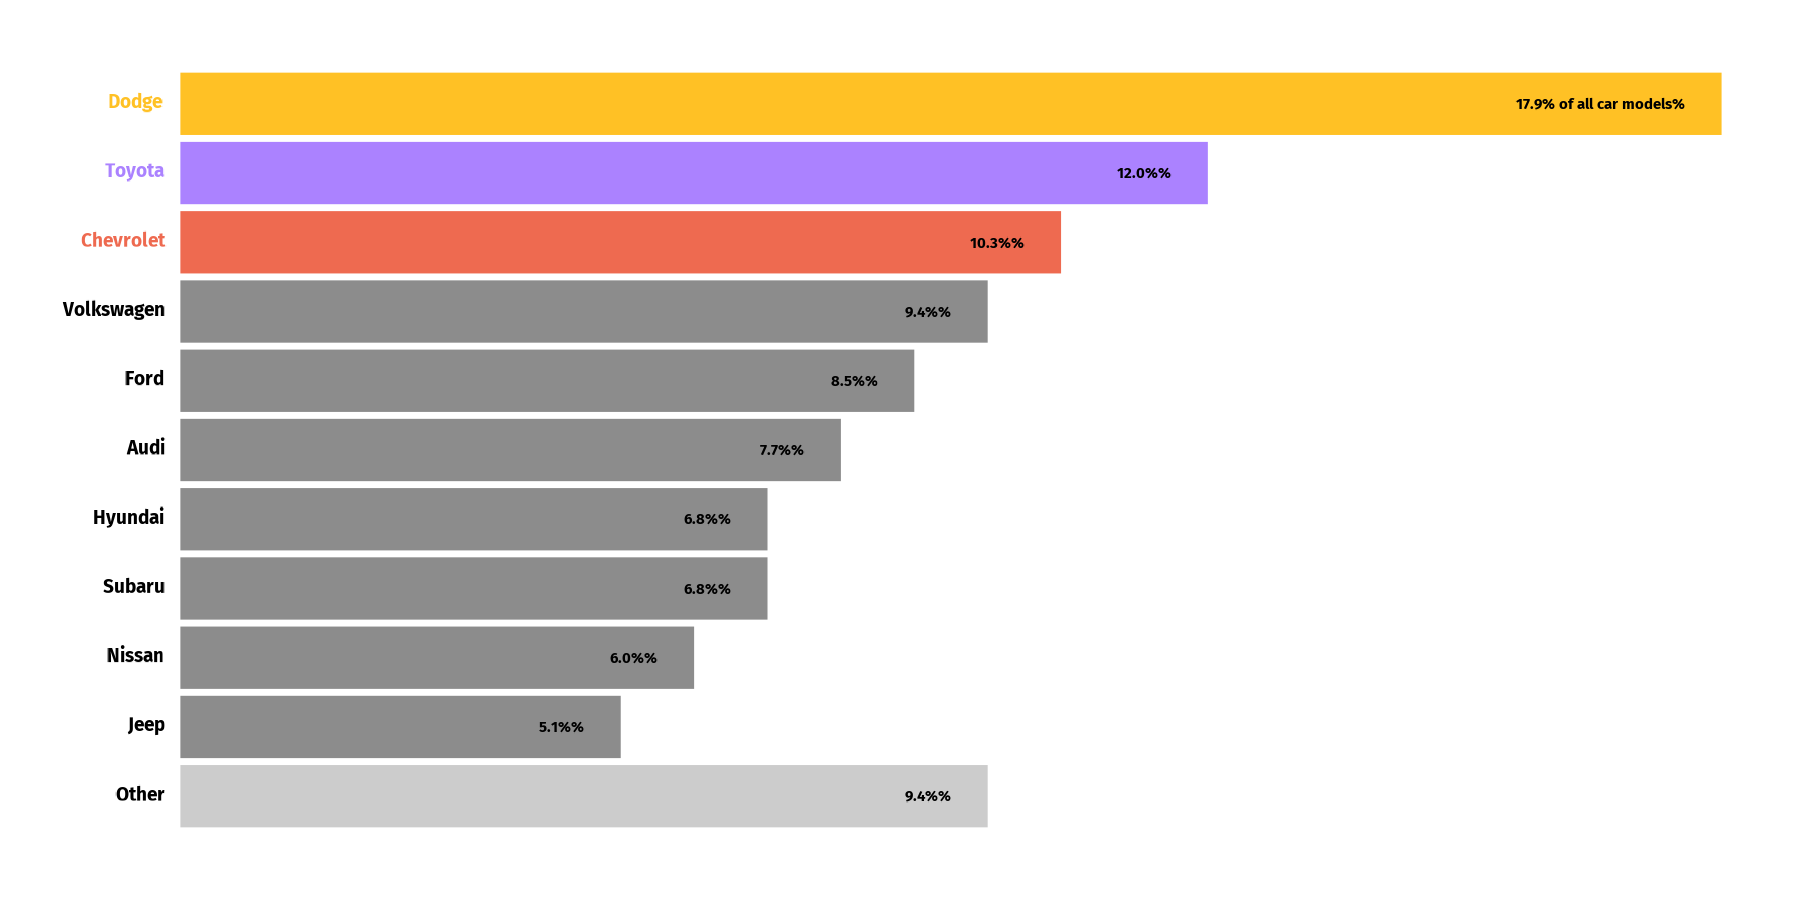 Dodge 17.9% of all car models%
Toyota 12.0%%
Chevrolet 10.3%%
Volkswagen 9.4%%
Ford 8.5%%
Audi 7.7%%
Hyundai 6.8%%
Subaru 6.8%%
Nissan 6.0%%
Jeep 5.1%%
Other 9.4%%